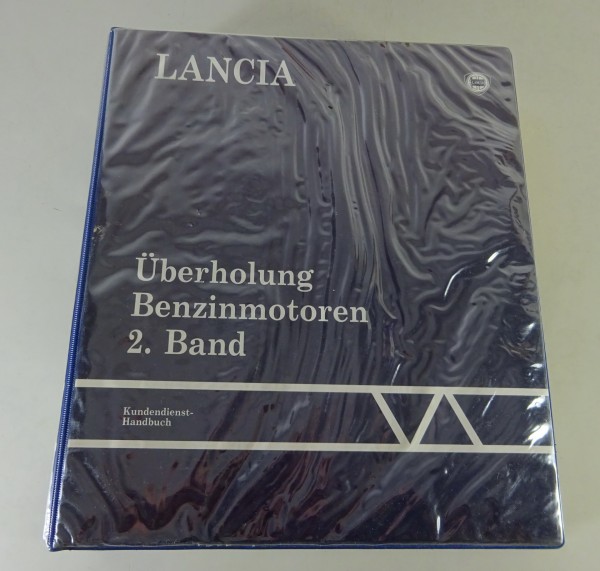 LANCIA
Überholung
Benzinmotoren
2. Band
Kundendienst-
Handbuch